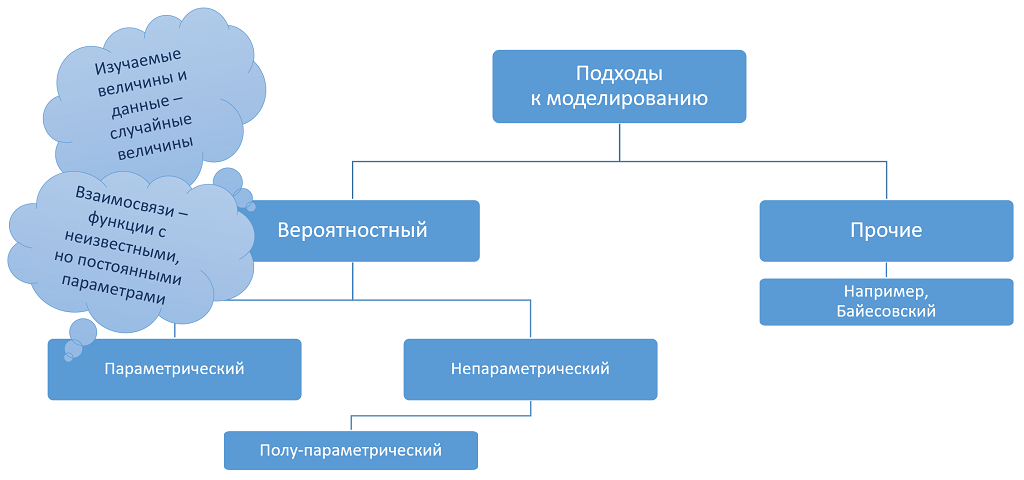 Изучаемые
величины и
данные –
случайные
величины
Подходы
к моделированию
Взаимосвязи –
функции с
неизвестными,
но постоянными
параметрами
Вероятностный
Прочие
Например,
Байесовский
Параметрический
Непараметрический
Полу-параметрический